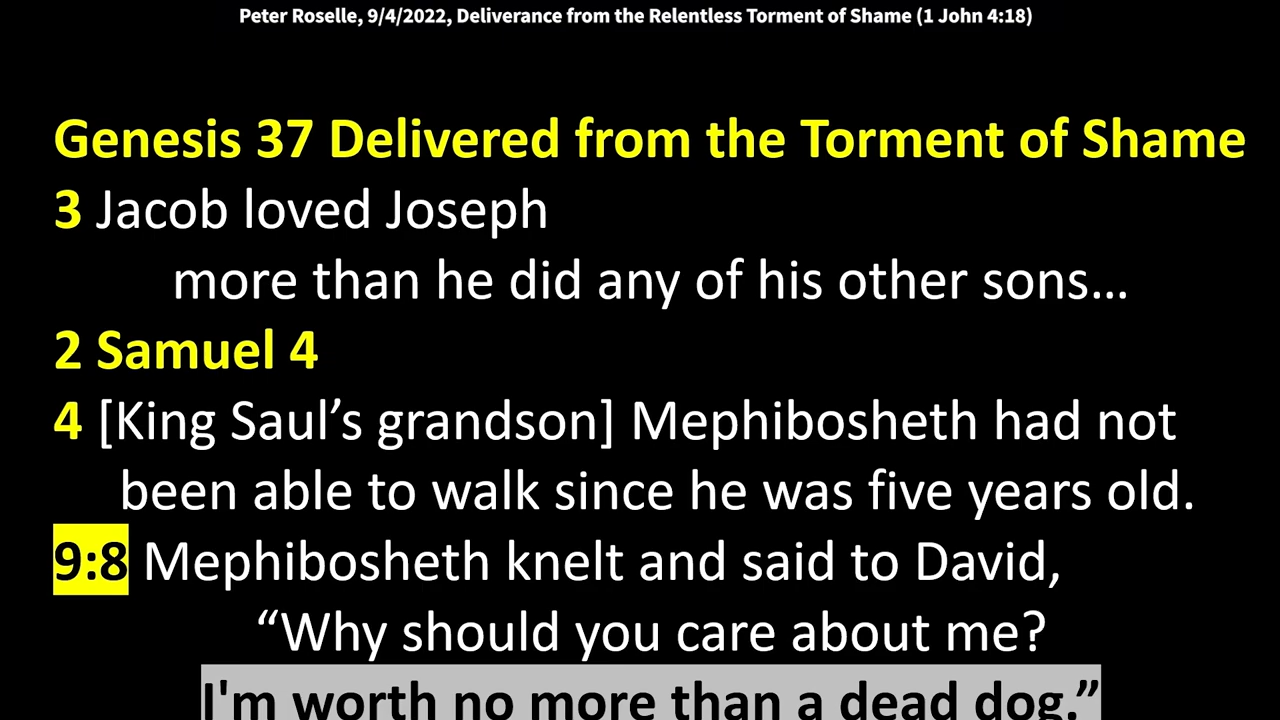 Peter Roselle, 9/4/2022, Deliverance from the Relentless Torment of Shame (1 John 4:18)
Genesis 37 Delivered from the Torment of Shame
3 Jacob loved Joseph
more than he did any of his other sons…
2 Samuel 4
4 [King Saul’s grandson] Mephibosheth had not
been able to walk since he was five years old.
9:8 Mephibosheth knelt and said to David,
“Why should you care about me?
I'm worth no more than a dead dog.”